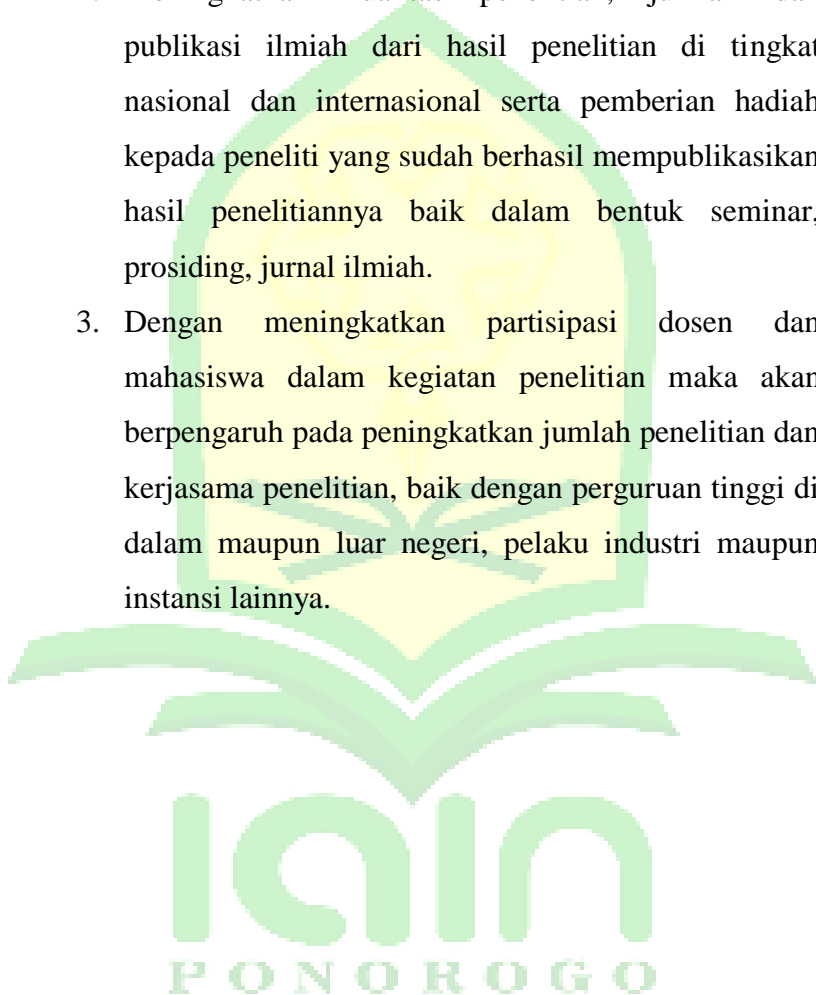 publikasi ilmiah dari hasil penelitian di tingkat
nasional dan internasional serta pemberian hadiah
kepada peneliti yang sudah berhasil mempublikasikan
hasil penelitiannya baik dalam bentuk seminar,
prosiding, jurnal ilmiah.
3. Dengan meningkatkan partisipasi dosen dan
mahasiswa dalam kegiatan penelitian maka akan
berpengaruh pada peningkatkan jumlah penelitian dan
kerjasama penelitian, baik dengan perguruan tinggi di
dalam maupun luar negeri, pelaku industri maupun
instansi lainnya.
iain
PONOROGO